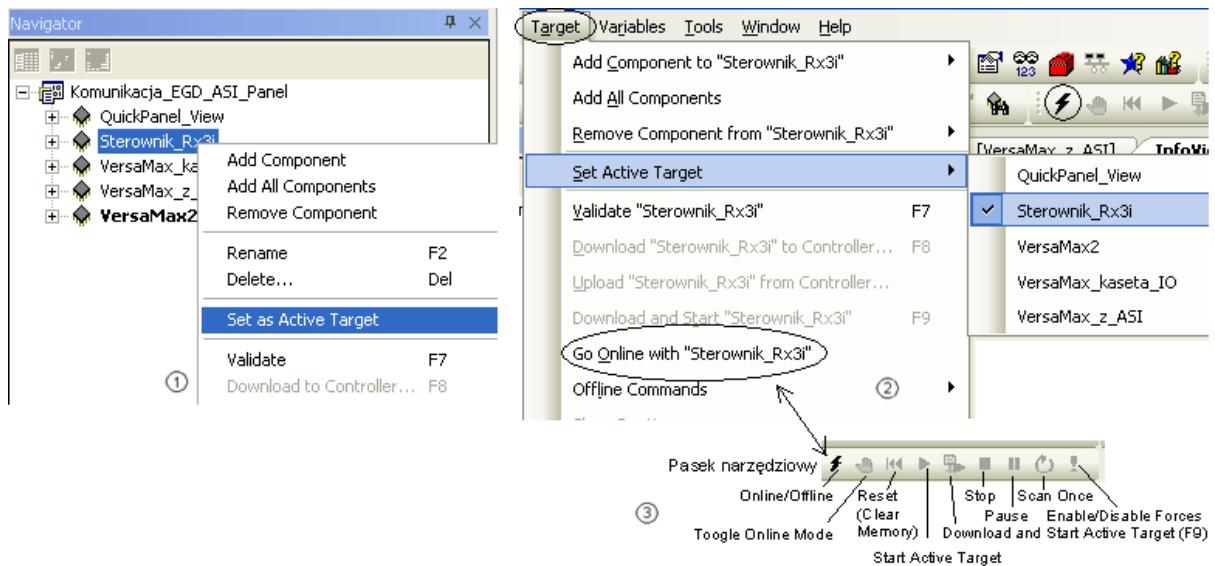 Navigator
Komunikacja_EGD_ASI_Panel
QuickPanel_View
Sterownik_Rx3i
VersaMax_ka
VersaMax_z_
VersaMax2
Add Component
Add All Components
Remove Component
Rename F2
Delete... Del
Set as Active Target
Validate F7
Download to Controller... F8
1
Target Variables Tools Window Help
Add Component to "Sterownik_Rx3i"
Add All Components
Remove Component from "Sterownik_Rx3i"
Set Active Target
Validate "Sterownik_Rx3i" F7
Download "Sterownik_Rx3i" to Controller... F8
Upload "Sterownik_Rx3i" from Controller...
Download and Start "Sterownik_Rx3i" F9
Go Online with "Sterownik_Rx3i"
Offline Commands
2
123
[VersaMax_z_ASI] InfoVi
QuickPanel_View
Sterownik_Rx3i
VersaMax2
VersaMax_kaseta_IO
VersaMax_z_ASI
Pasek narzędziowy
3
Online/Offline
Toogle Online Mode
Reset
(Clear
Memory)
Start Active Target
Download and Start Active Target (F9)
Stop
Pause
Scan Once
Enable/Disable Forces